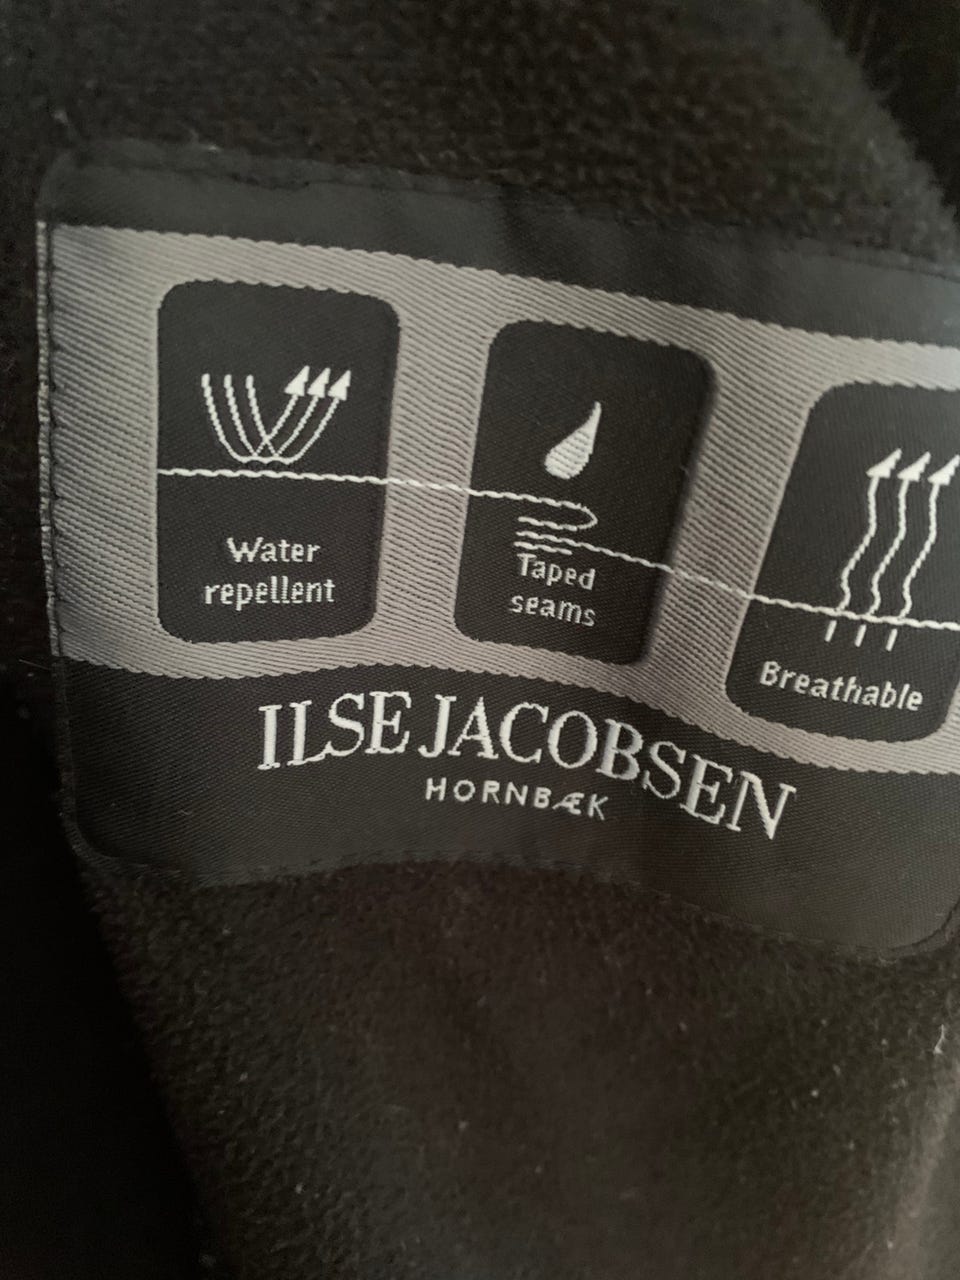 Water
repellent
Taped
seams
Breathable
ILSE JACOBSEN
HORNBÆK